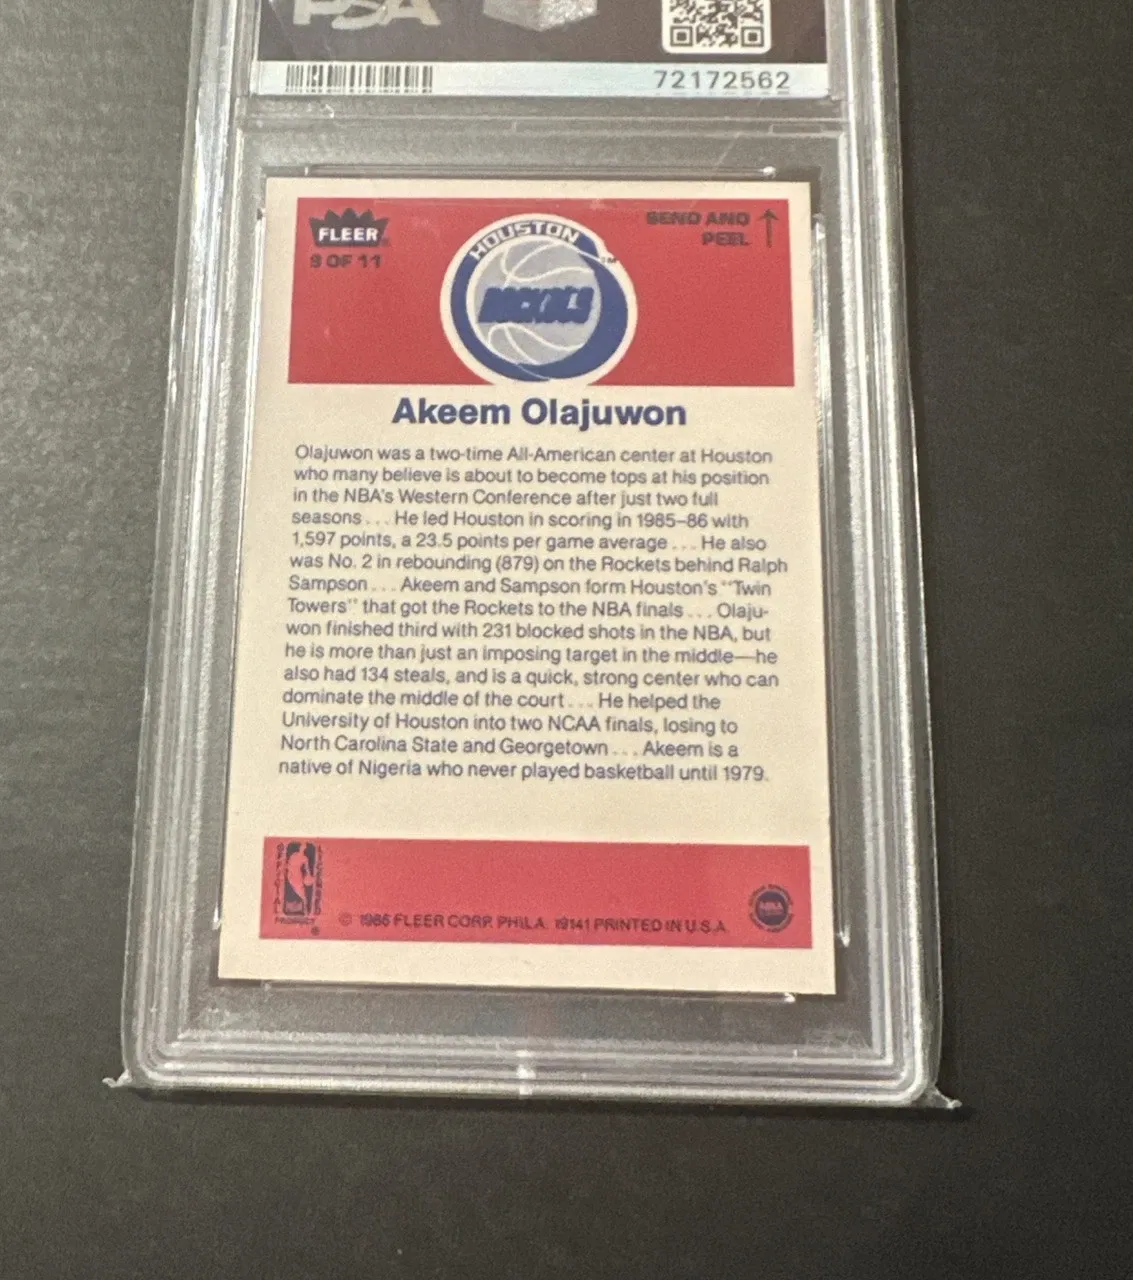 PSA
72172562
FLEER
9 OF 11
HOUSTON
ROCKETS
TM
BEND AND
PEEL
Akeem Olajuwon
Olajuwon was a two-time All-American center at Houston
who many believe is about to become tops at his position
in the NBA's Western Conference after just two full
seasons . . . He led Houston in scoring in 1985–86 with
1,597 points, a 23.5 points per game average . . . He also
was No. 2 in rebounding (879) on the Rockets behind Ralph
Sampson . . . Akeem and Sampson form Houston's "Twin
Towers" that got the Rockets to the NBA finals . . . Olaju-
won finished third with 231 blocked shots in the NBA, but
he is more than just an imposing target in the middle—he
also had 134 steals, and is a quick, strong center who can
dominate the middle of the court . . . He helped the
University of Houston into two NCAA finals, losing to
North Carolina State and Georgetown . . . Akeem is a
native of Nigeria who never played basketball until 1979.
OFFICIAL
LICENSED
NBA
PRODUCT
®
© 1986 FLEER CORP. PHILA. 19141 PRINTED IN U.S.A.